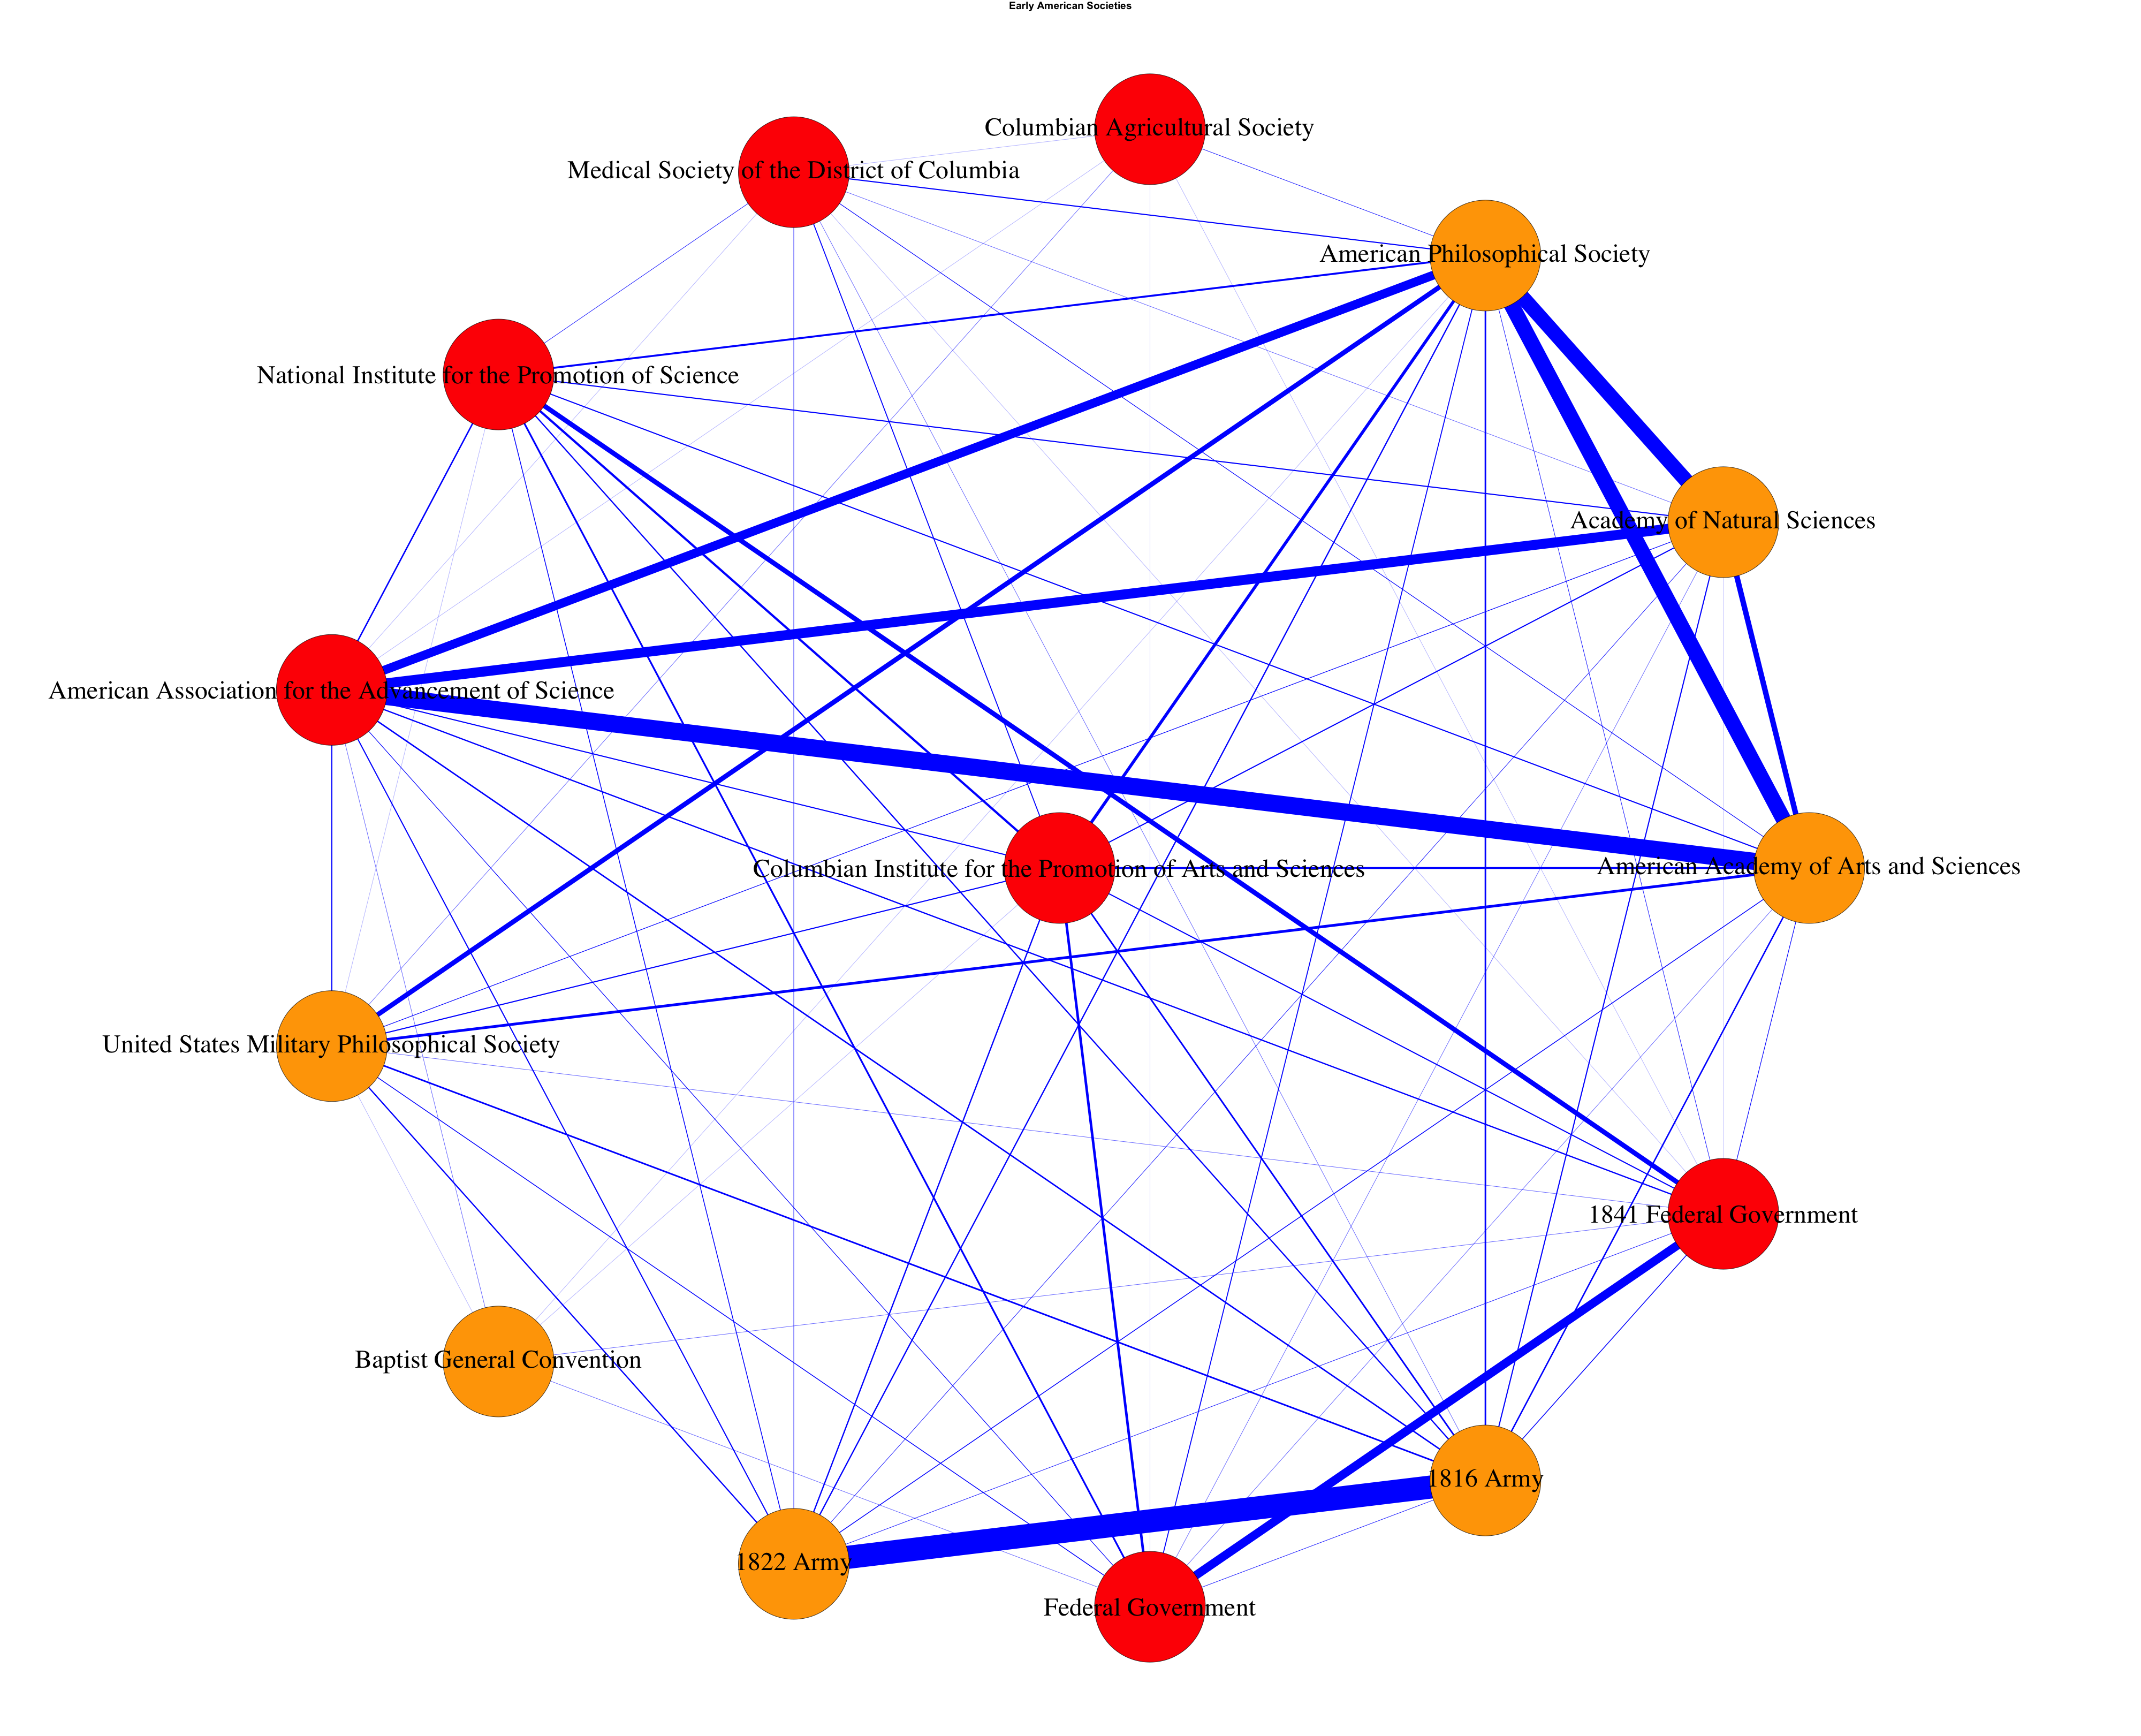 Early American Societies
Columbian Agricultural Society
Medical Society of the District of Columbia
American Philosophical Society
National Institute for the Promotion of Science
Academy of Natural Sciences
American Association for the Advancement of Science
Columbian Institute for the Promotion of Arts and Sciences
American Academy of Arts and Sciences
United States Military Philosophical Society
1841 Federal Government
Baptist General Convention
1816 Army
1822 Army
Federal Government